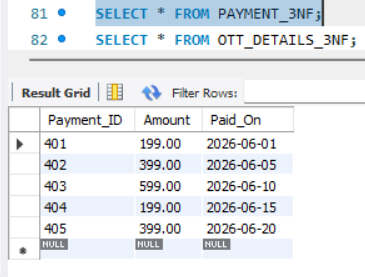 81 SELECT * FROM PAYMENT_3NF;
82 SELECT * FROM OTT_DETAILS_3NF;
Result Grid Filter Rows:
Payment_ID Amount Paid_On
401 199.00 2026-06-01
402 399.00 2026-06-05
403 599.00 2026-06-10
404 199.00 2026-06-15
405 399.00 2026-06-20
NULL NULL NULL